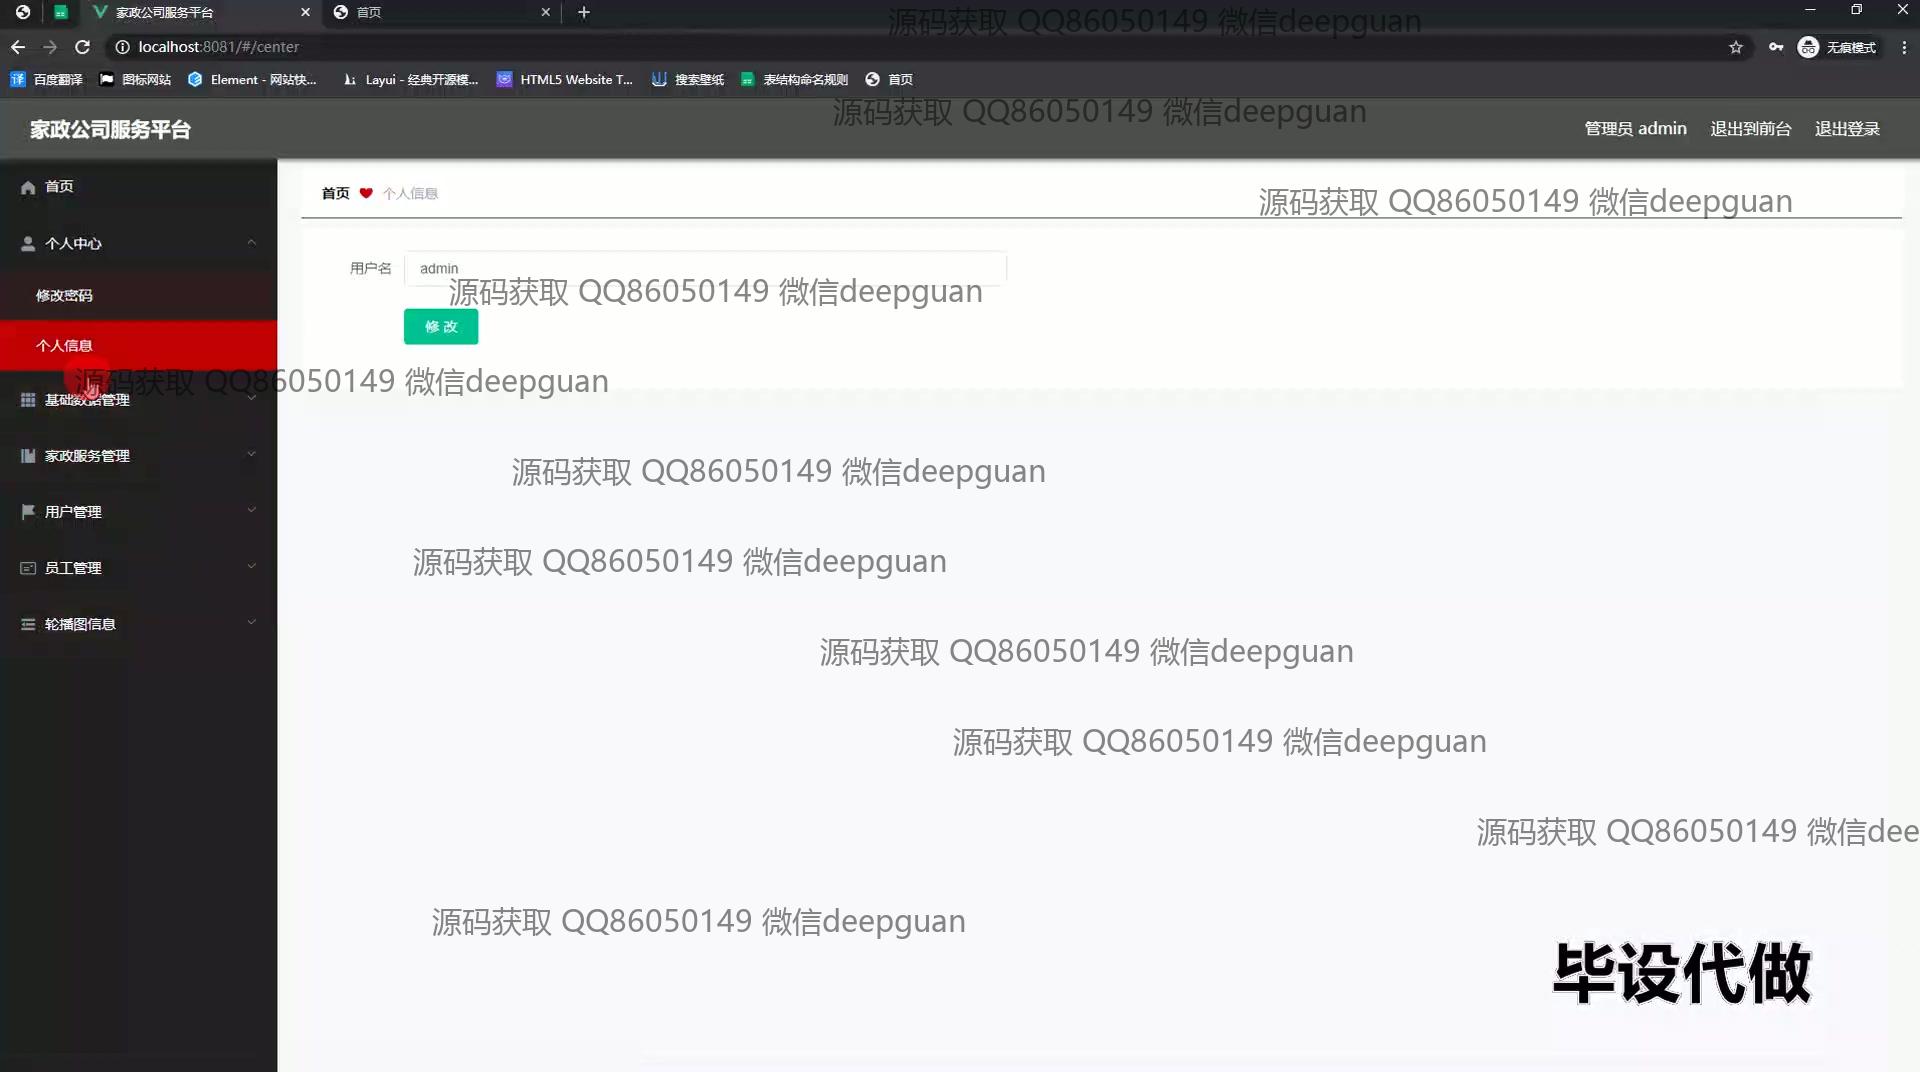 家政公司服务平台
首页
源码获取 QQ86050149 微信deepguan
localhost:8081/#/center
无痕模式
百度翻译
图标网站
Element - 网站快...
Layui - 经典开源模...
HTML5 Website T...
搜索壁纸
表结构命名规则
首页
源码获取 QQ86050149 微信deepguan
家政公司服务平台
管理员 admin
退出到前台
退出登录
首页
首页 个人信息
源码获取 QQ86050149 微信deepguan
个人中心
用户名
admin
源码获取 QQ86050149 微信deepguan
修改密码
修 改
个人信息
源码获取 QQ86050149 微信deepguan
基础数据管理
家政服务管理
源码获取 QQ86050149 微信deepguan
用户管理
员工管理
源码获取 QQ86050149 微信deepguan
轮播图信息
源码获取 QQ86050149 微信deepguan
源码获取 QQ86050149 微信deepguan
源码获取 QQ86050149 微信dee
源码获取 QQ86050149 微信deepguan
毕设代做